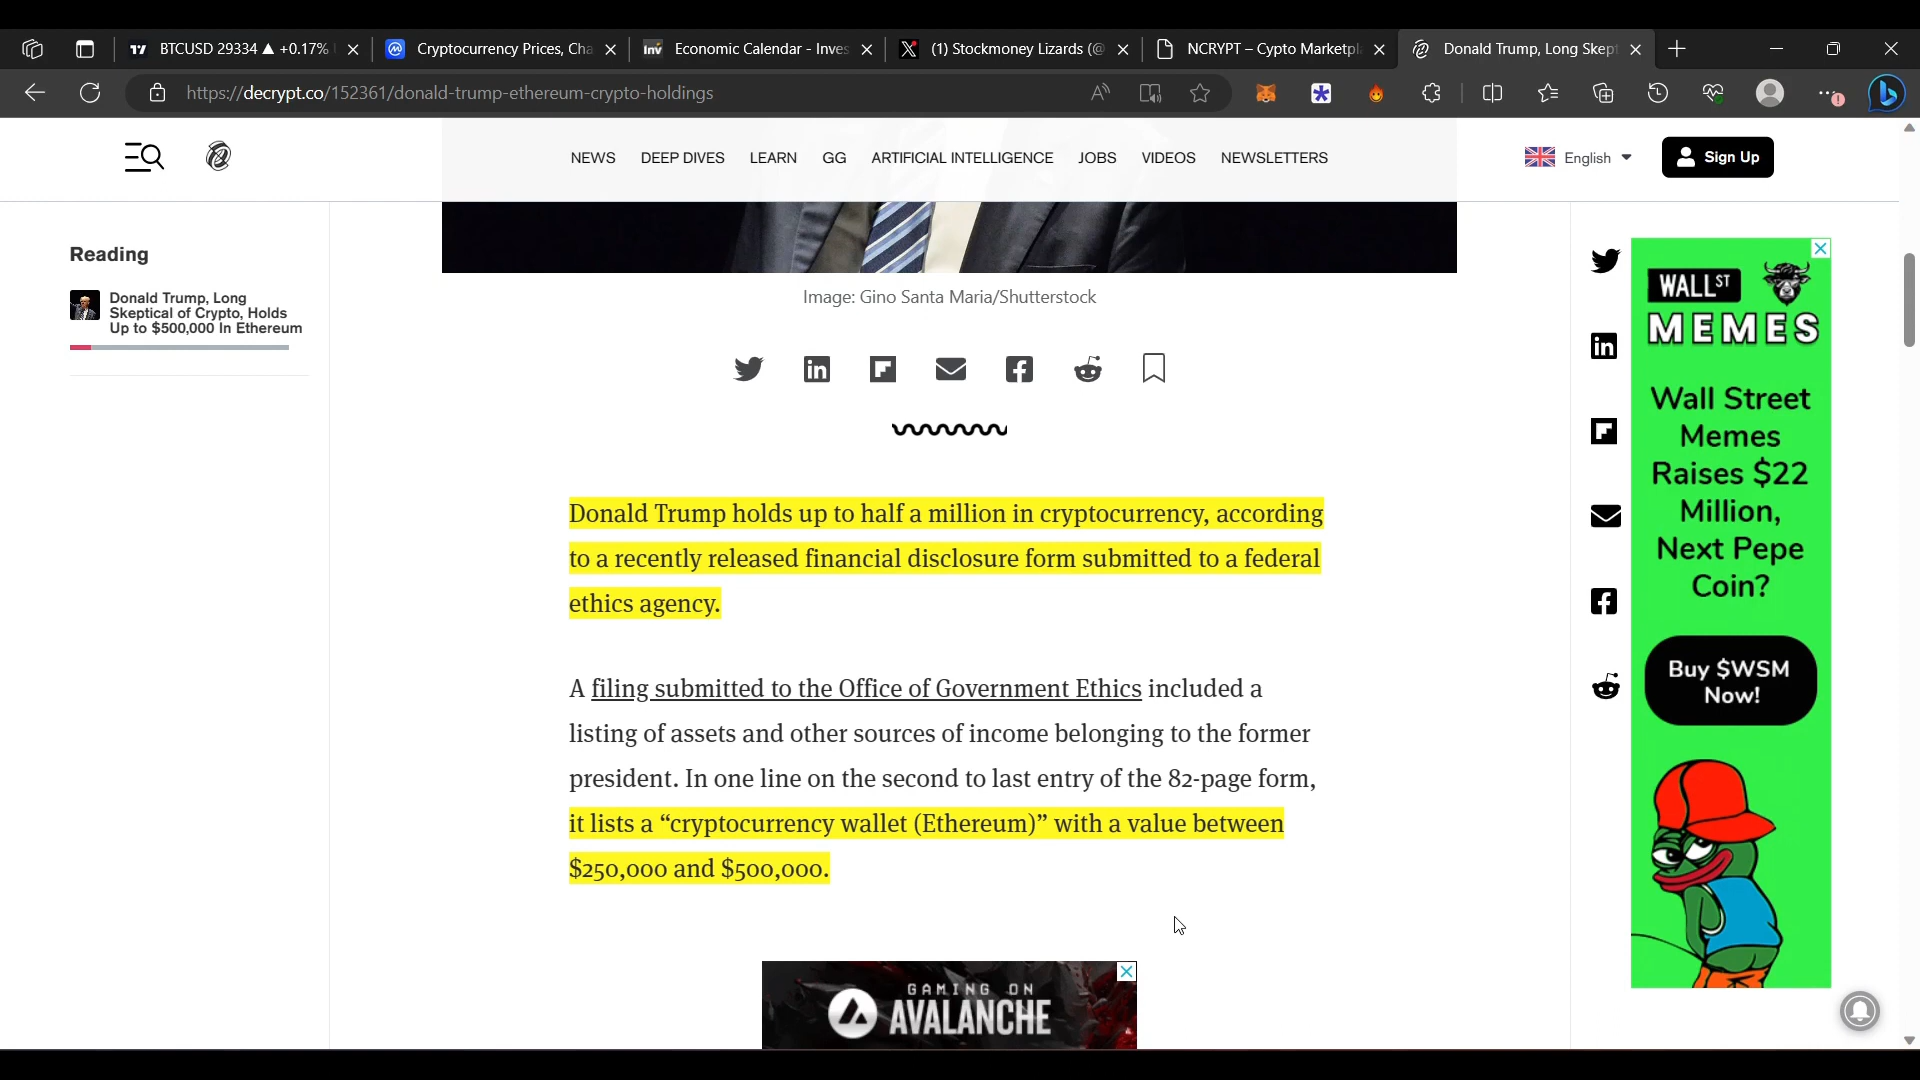 BTCUSD 29334 ▲ +0.17%
Cryptocurrency Prices, Cha
Economic Calendar - Inves
(1) Stockmoney Lizards (@
NCRYPT – Cypto Marketpl
Donald Trump, Long Skept
https://decrypt.co/152361/donald-trump-ethereum-crypto-holdings
NEWS DEEP DIVES LEARN GG ARTIFICIAL INTELLIGENCE JOBS VIDEOS NEWSLETTERS
English
Sign Up
Reading
Donald Trump, Long
Skeptical of Crypto, Holds
Up to $500,000 In Ethereum
Image: Gino Santa Maria/Shutterstock
Donald Trump holds up to half a million in cryptocurrency, according
to a recently released financial disclosure form submitted to a federal
ethics agency.
A filing submitted to the Office of Government Ethics included a
listing of assets and other sources of income belonging to the former
president. In one line on the second to last entry of the 82-page form,
it lists a “cryptocurrency wallet (Ethereum)” with a value between
$250,000 and $500,000.
GAMING ON
AVALANCHE
WALL ST
MEMES
Wall Street
Memes
Raises $22
Million,
Next Pepe
Coin?
Buy $WSM
Now!